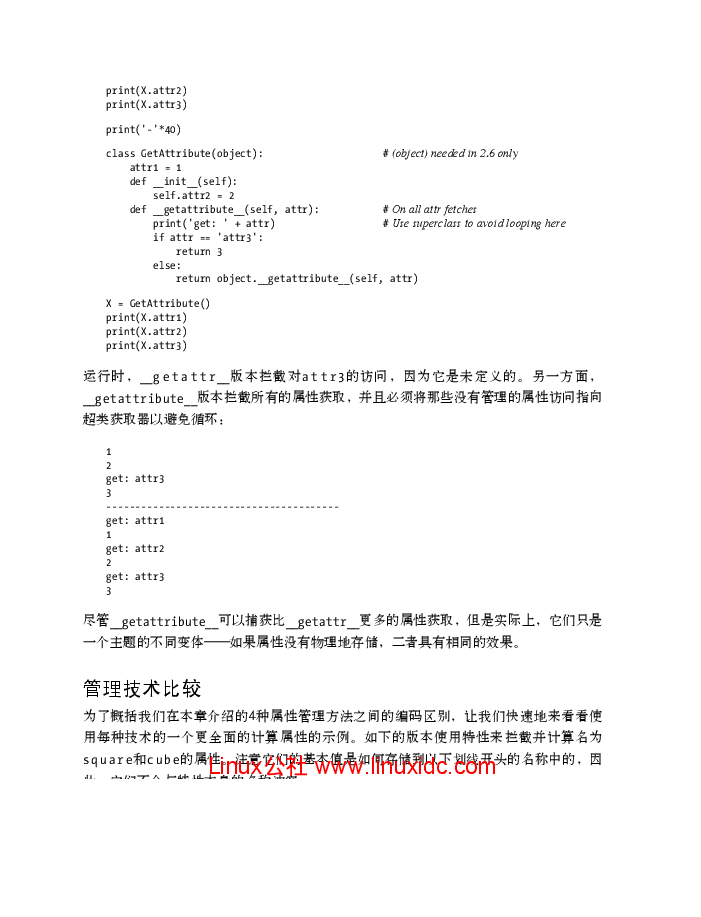 print(X.attr2)
print(X.attr3)
print('-'*40)
class GetAttribute(object): # (object) needed in 2.6 only
attr1 = 1
def __init__(self):
self.attr2 = 2
def __getattribute__(self, attr): # On all attr fetches
print('get: ' + attr) # Use superclass to avoid looping here
if attr == 'attr3':
return 3
else:
return object.__getattribute__(self, attr)
X = GetAttribute()
print(X.attr1)
print(X.attr2)
print(X.attr3)
运行时，__getattr__版本拦截对attr3的访问，因为它是未定义的。另一方面，
__getattribute__版本拦截所有的属性获取，并且必须将那些没有管理的属性访问指向
超类获取器以避免循环：
1
2
get: attr3
3
----------------------------------------
get: attr1
1
get: attr2
2
get: attr3
3
尽管__getattribute__可以捕获比__getattr__更多的属性获取，但是实际上，它们只是
一个主题的不同变体——如果属性没有物理地存储，二者具有相同的效果。
管理技术比较
为了概括我们在本章介绍的4种属性管理方法之间的编码区别，让我们快速地来看看使
用每种技术的一个更全面的计算属性的示例。如下的版本使用特性来拦截并计算名为
square和cube的属性。注意它们的基本值是如何存储到以下划线开头的名称中的，因
Linux公社 www.linuxidc.com